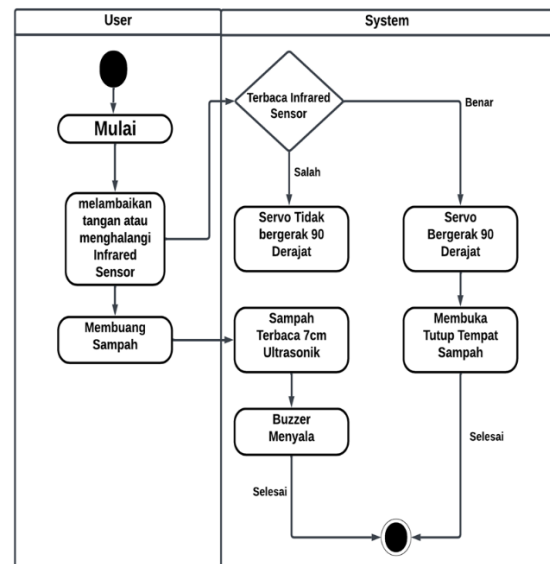 User
System
Mulai
Terbaca Infrared
Sensor
Benar
Salah
melambaikan
tangan atau
menghalangi
Infrared
Sensor
Servo Tidak
bergerak 90
Derajat
Servo
Bergerak 90
Derajat
Membuang
Sampah
Sampah
Terbaca 7cm
Ultrasonik
Membuka
Tutup Tempat
Sampah
Buzzer
Menyala
Selesai
Selesai